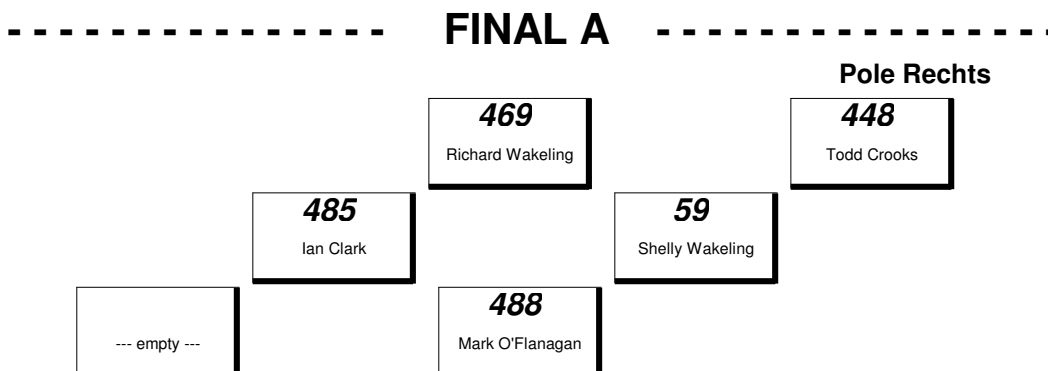 FINAL A
Pole Rechts
469 448
Richard Wakeling Todd Crooks
485 59
Ian Clark Shelly Wakeling
488
--- empty --- Mark O'Flanagan